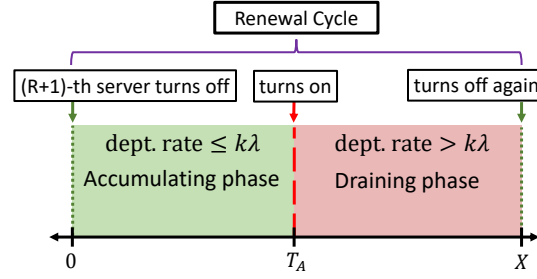 Renewal Cycle
(R+1)-th server turns off
turns on
turns off again
dept. rate ≤ kλ
dept. rate > kλ
Accumulating phase
Draining phase
0
T_A
X